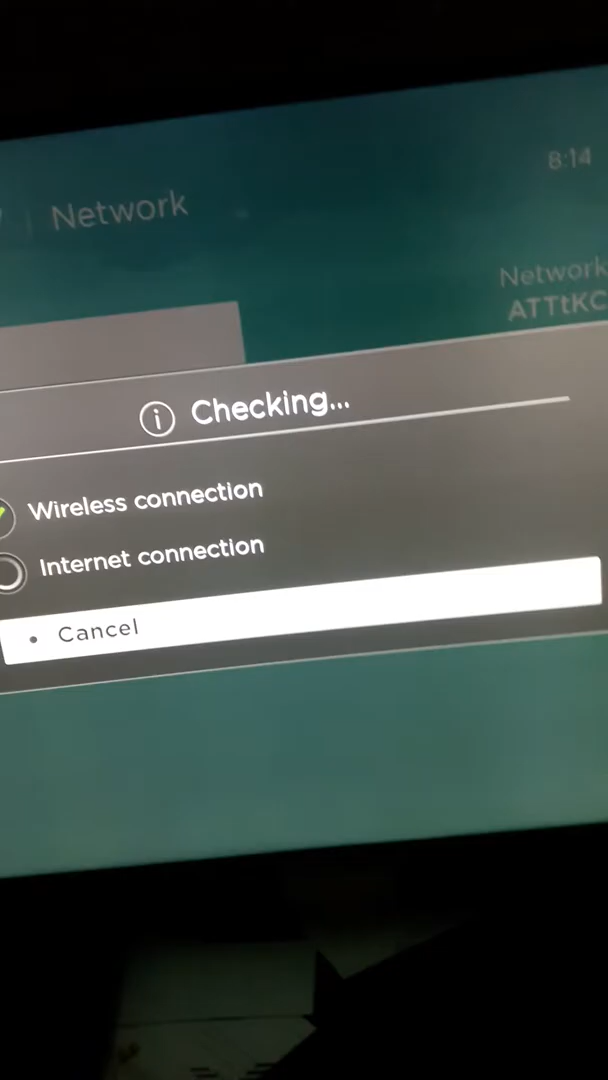 Network
8:14
Network
ATTtKC
Checking...
Wireless connection
Internet connection
Cancel